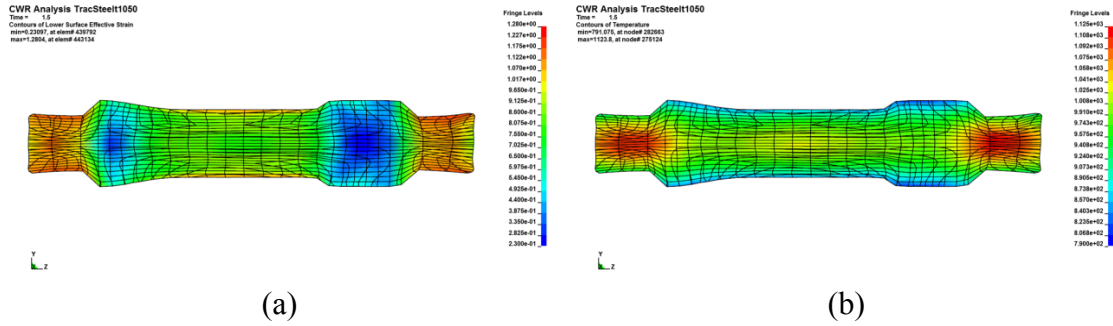 CWR Analysis TracSteelt1050
Time = 1.5
Contours of Lower Surface Effective Strain
min=0.23097, at elem# 439792
max=1.2804, at elem# 443134
Fringe Levels
1.280e+00
1.227e+00
1.175e+00
1.122e+00
1.070e+00
1.017e+00
9.650e-01
9.125e-01
8.600e-01
8.075e-01
7.550e-01
7.025e-01
6.500e-01
5.975e-01
5.450e-01
4.925e-01
4.400e-01
3.875e-01
3.350e-01
2.825e-01
2.300e-01
Y
Z
(a)
CWR Analysis TracSteelt1050
Time = 1.5
Contours of Temperature
min=791.075, at node# 282663
max=1123.8, at node# 275124
Fringe Levels
1.125e+03
1.108e+03
1.092e+03
1.075e+03
1.058e+03
1.041e+03
1.025e+03
1.008e+03
9.910e+02
9.743e+02
9.575e+02
9.408e+02
9.240e+02
9.073e+02
8.905e+02
8.738e+02
8.570e+02
8.403e+02
8.235e+02
8.068e+02
7.900e+02
Y
Z
(b)